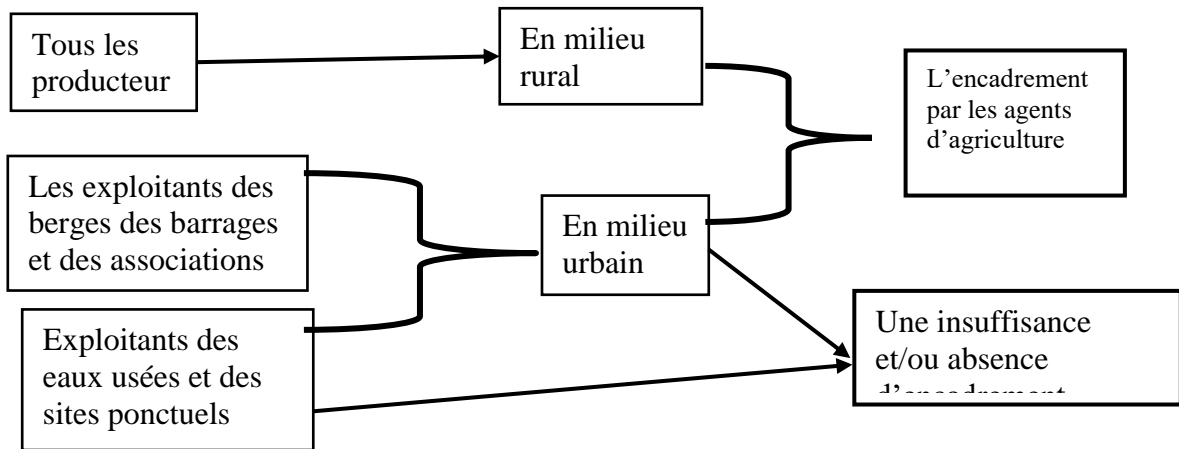 Tous les
producteur
En milieu
rural
L'encadrement
par les agents
d'agriculture
Les exploitants des
berges des barrages
et des associations
En milieu
urbain
Exploitants des
eaux usées et des
sites ponctuels
Une insuffisance
et/ou absence
d'encadrement